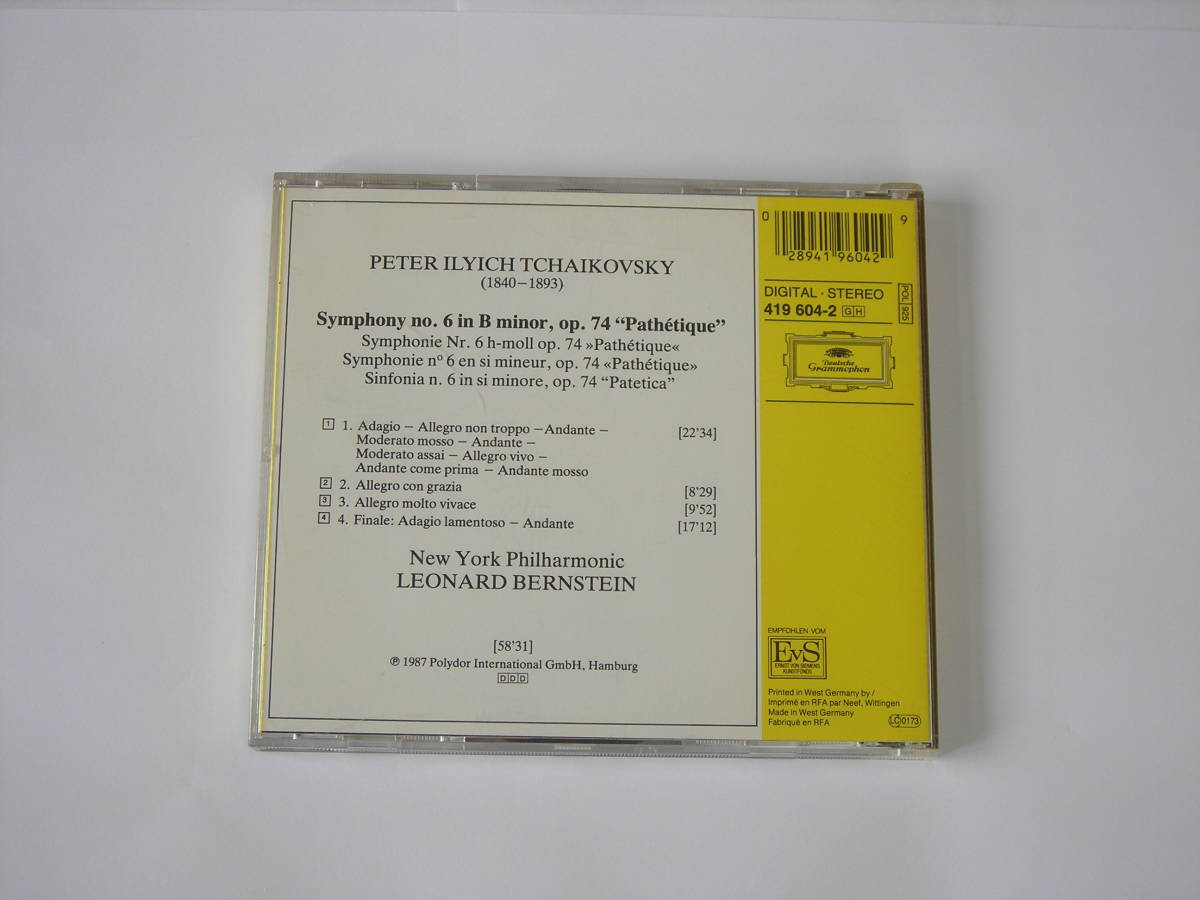 PETER ILYICH TCHAIKOVSKY
(1840–1893)
Symphony no. 6 in B minor, op. 74 “Pathétique”
Symphonie Nr. 6 h-moll op. 74 »Pathétique«
Symphonie nº 6 en si mineur, op. 74 «Pathétique»
Sinfonia n. 6 in si minore, op. 74 “Patetica”
1 1. Adagio – Allegro non troppo –Andante – [22’34]
Moderato mosso – Andante –
Moderato assai – Allegro vivo –
Andante come prima – Andante mosso
2 2. Allegro con grazia [8’29]
3 3. Allegro molto vivace [9’52]
4 4. Finale: Adagio lamentoso – Andante [17’12]
New York Philharmonic
LEONARD BERNSTEIN
[58’31]
℗ 1987 Polydor International GmbH, Hamburg
DDD
0 28941 96042 9
DIGITAL · STEREO
419 604-2 GH
POL 925
Deutsche
Grammophon
EMPFOHLEN VOM
EvS
ERNST VON SIEMENS
KUNSTFONDS
Printed in West Germany by /
Imprimé en RFA par Neef, Wittingen
Made in West Germany
Fabriqué en RFA
LC 0173